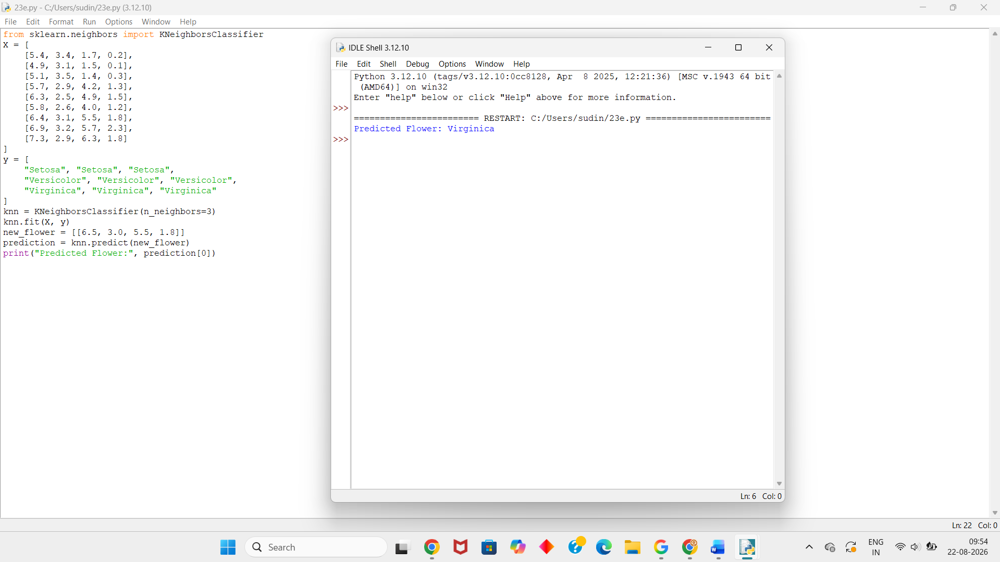 23e.py - C:/Users/sudin/23e.py (3.12.10)
File Edit Format Run Options Window Help
from sklearn.neighbors import KNeighborsClassifier
X = [
    [5.4, 3.4, 1.7, 0.2],
    [4.9, 3.1, 1.5, 0.1],
    [5.1, 3.5, 1.4, 0.3],
    [5.7, 2.9, 4.2, 1.3],
    [6.3, 2.5, 4.9, 1.5],
    [5.8, 2.6, 4.0, 1.2],
    [6.4, 3.1, 5.5, 1.8],
    [6.9, 3.2, 5.7, 2.3],
    [7.3, 2.9, 6.3, 1.8]
]
y = [
    "Setosa", "Setosa", "Setosa",
    "Versicolor", "Versicolor", "Versicolor",
    "Virginica", "Virginica", "Virginica"
]
knn = KNeighborsClassifier(n_neighbors=3)
knn.fit(X, y)
new_flower = [[6.5, 3.0, 5.5, 1.8]]
prediction = knn.predict(new_flower)
print("Predicted Flower:", prediction[0])
IDLE Shell 3.12.10
File Edit Shell Debug Options Window Help
Python 3.12.10 (tags/v3.12.10:0cc8128, Apr  8 2025, 12:21:36) [MSC v.1943 64 bit
 (AMD64)] on win32
Enter "help" below or click "Help" above for more information.
>>>
======================== RESTART: C:/Users/sudin/23e.py ========================
Predicted Flower: Virginica
>>>
Ln: 6 Col: 0
Ln: 22 Col: 0
Search
ENG
IN
09:54
22-08-2026